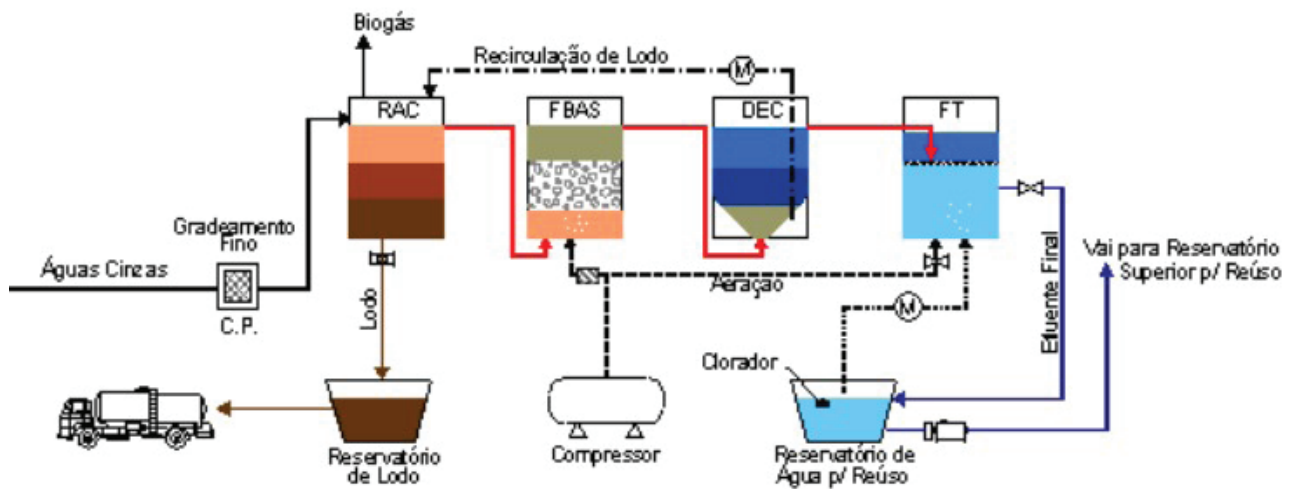 Biogás
Recirculação de Lodo
M
RAC
FBAS
DEC
FT
Gradeamento
Fino
Águas Cinzas
C.P.
Lodo
Aeração
M
Efluente Final
Vai para Reservatório
Superior p/ Reúso
Clorador
Reservatório
de Lodo
Compressor
Reservatório de
Água p/ Reúso